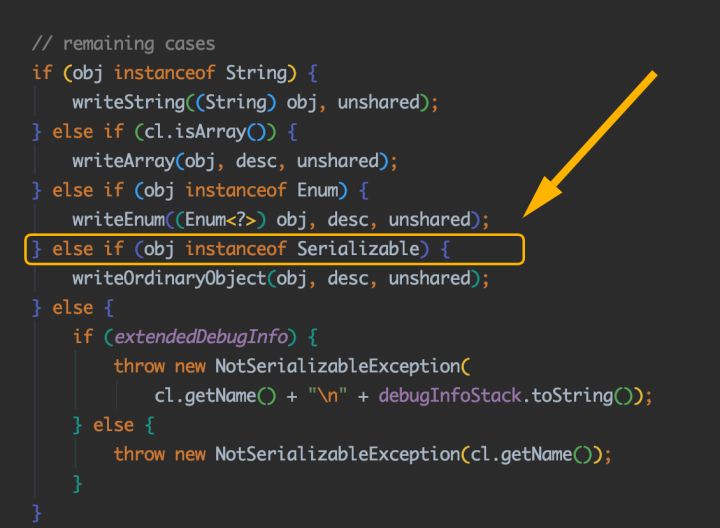 // remaining cases
if (obj instanceof String) {
    writeString((String) obj, unshared);
} else if (cl.isArray()) {
    writeArray(obj, desc, unshared);
} else if (obj instanceof Enum) {
    writeEnum((Enum<?>) obj, desc, unshared);
} else if (obj instanceof Serializable) {
    writeOrdinaryObject(obj, desc, unshared);
} else {
    if (extendedDebugInfo) {
        throw new NotSerializableException(
            cl.getName() + "\n" + debugInfoStack.toString());
    } else {
        throw new NotSerializableException(cl.getName());
    }
}